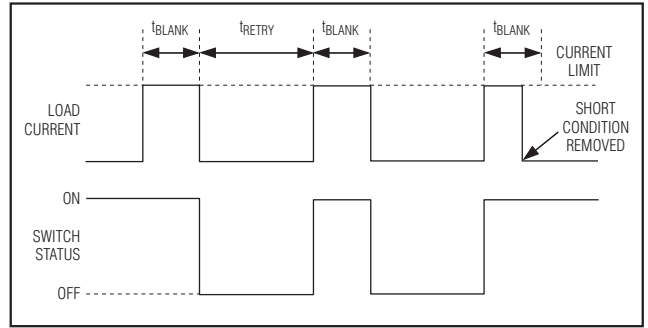 tBLANK
tRETRY
tBLANK
tBLANK
CURRENT
LIMIT
LOAD
CURRENT
SHORT
CONDITION
REMOVED
ON
SWITCH
STATUS
OFF